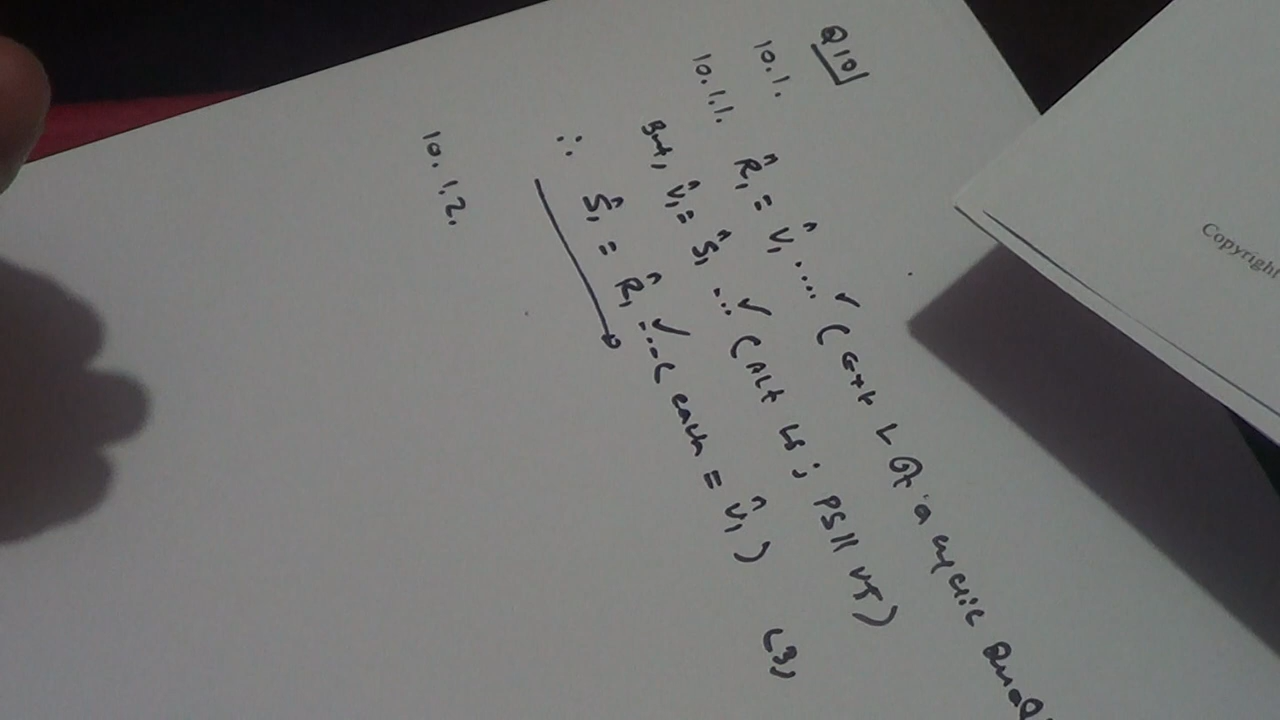 Q10
10.1.
10.1.1. R̂₁ = V̂₁ .... ✓ (ext ∠ of a cyclic quad
But, V̂₁ = Ŝ₁ ... ✓ (Alt ∠s; PS || VT)
∴ Ŝ₁ = R̂₁ ✓ ... (each = V̂₁) (3)
10.1.2.
Copyright